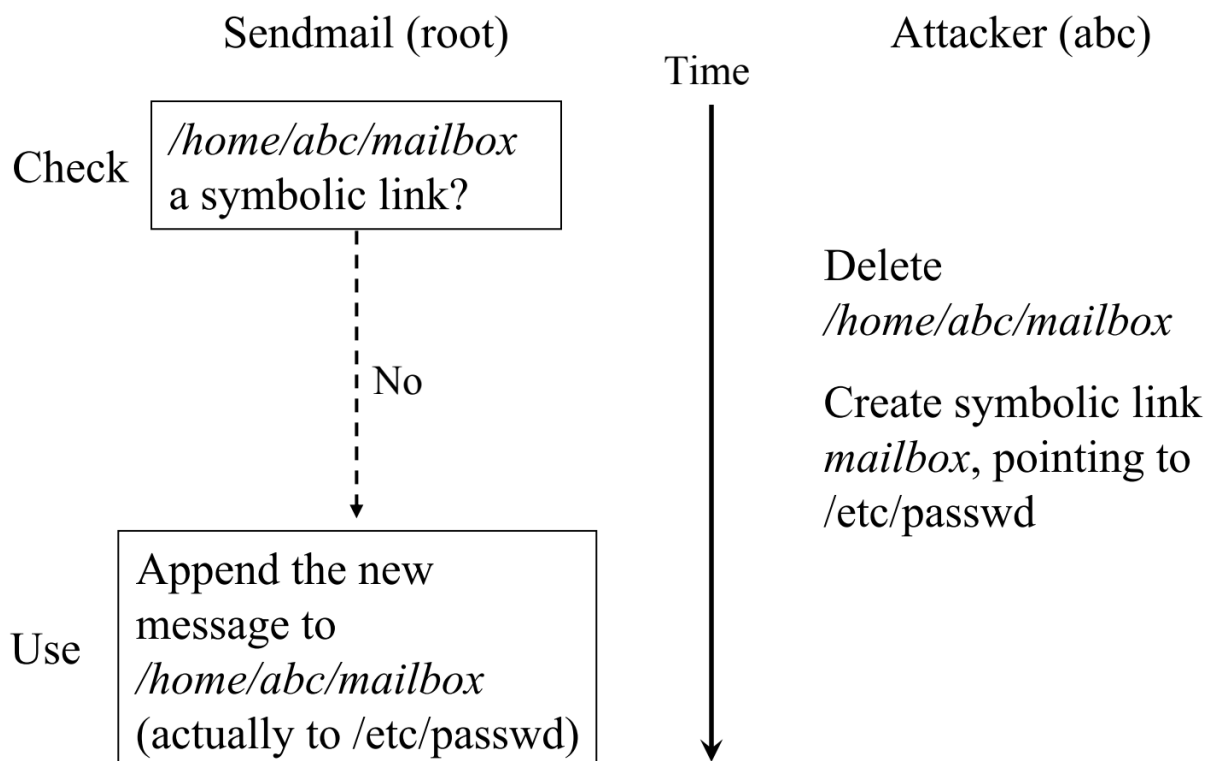 Sendmail (root)
Attacker (abc)
Time
Check
/home/abc/mailbox
a symbolic link?
Delete
/home/abc/mailbox
No
Create symbolic link
mailbox, pointing to
/etc/passwd
Use
Append the new
message to
/home/abc/mailbox
(actually to /etc/passwd)